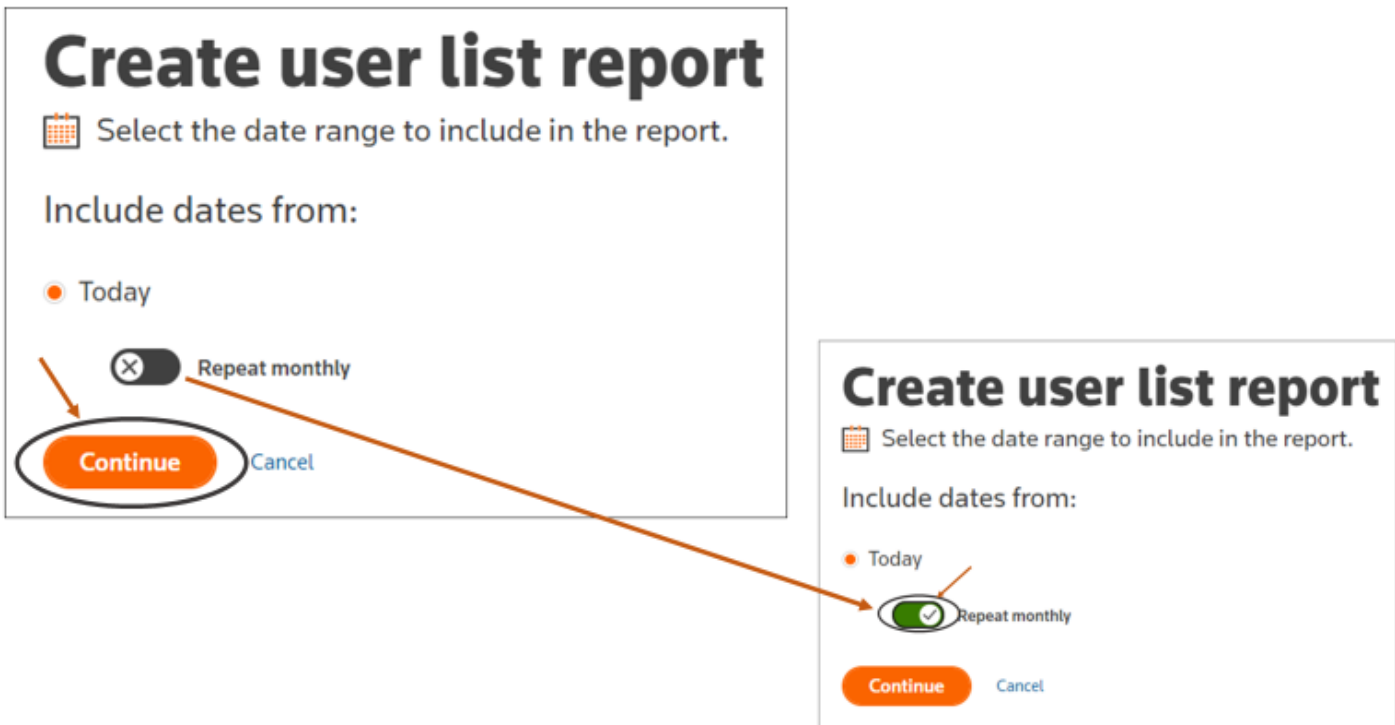 Create user list report
Select the date range to include in the report.
Include dates from:
Today
Repeat monthly
Continue
Cancel
Create user list report
Select the date range to include in the report.
Include dates from:
Today
Repeat monthly
Continue
Cancel